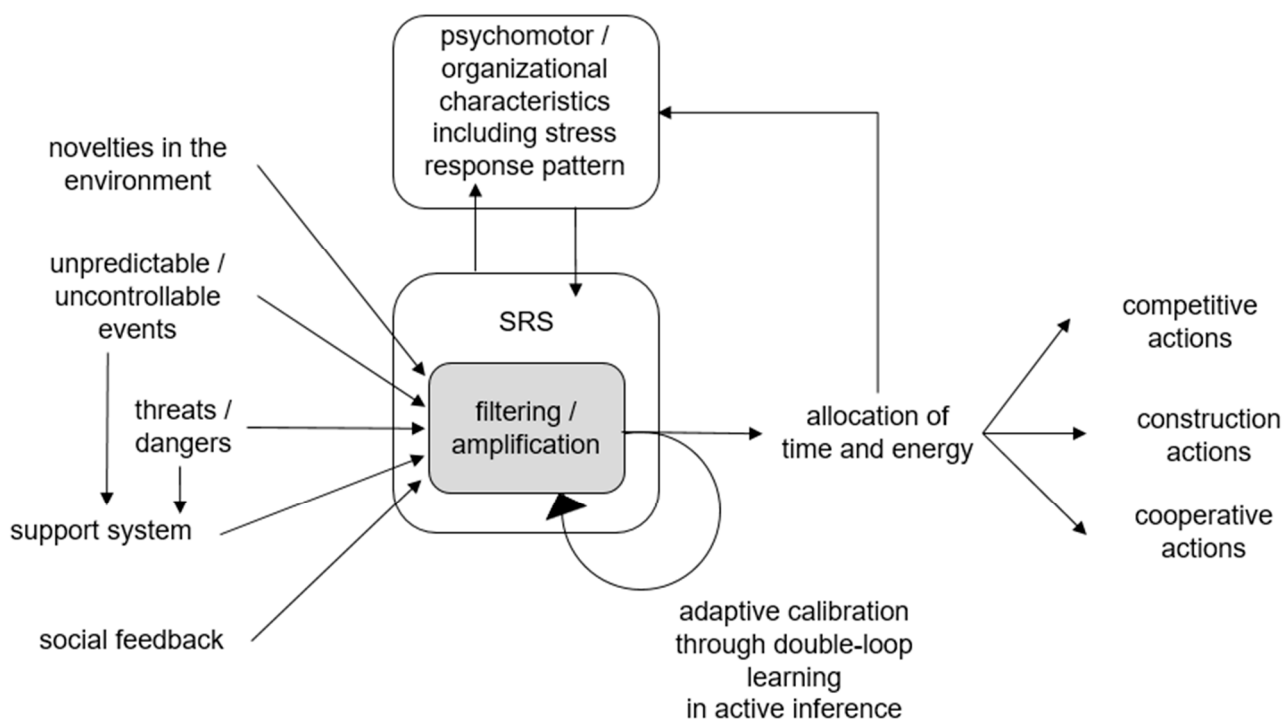 psychomotor /
organizational
characteristics
including stress
response pattern
novelties in the
environment
unpredictable /
uncontrollable
events
threats /
dangers
support system
social feedback
SRS
filtering /
amplification
allocation of
time and energy
competitive
actions
construction
actions
cooperative
actions
adaptive calibration
through double-loop
learning
in active inference